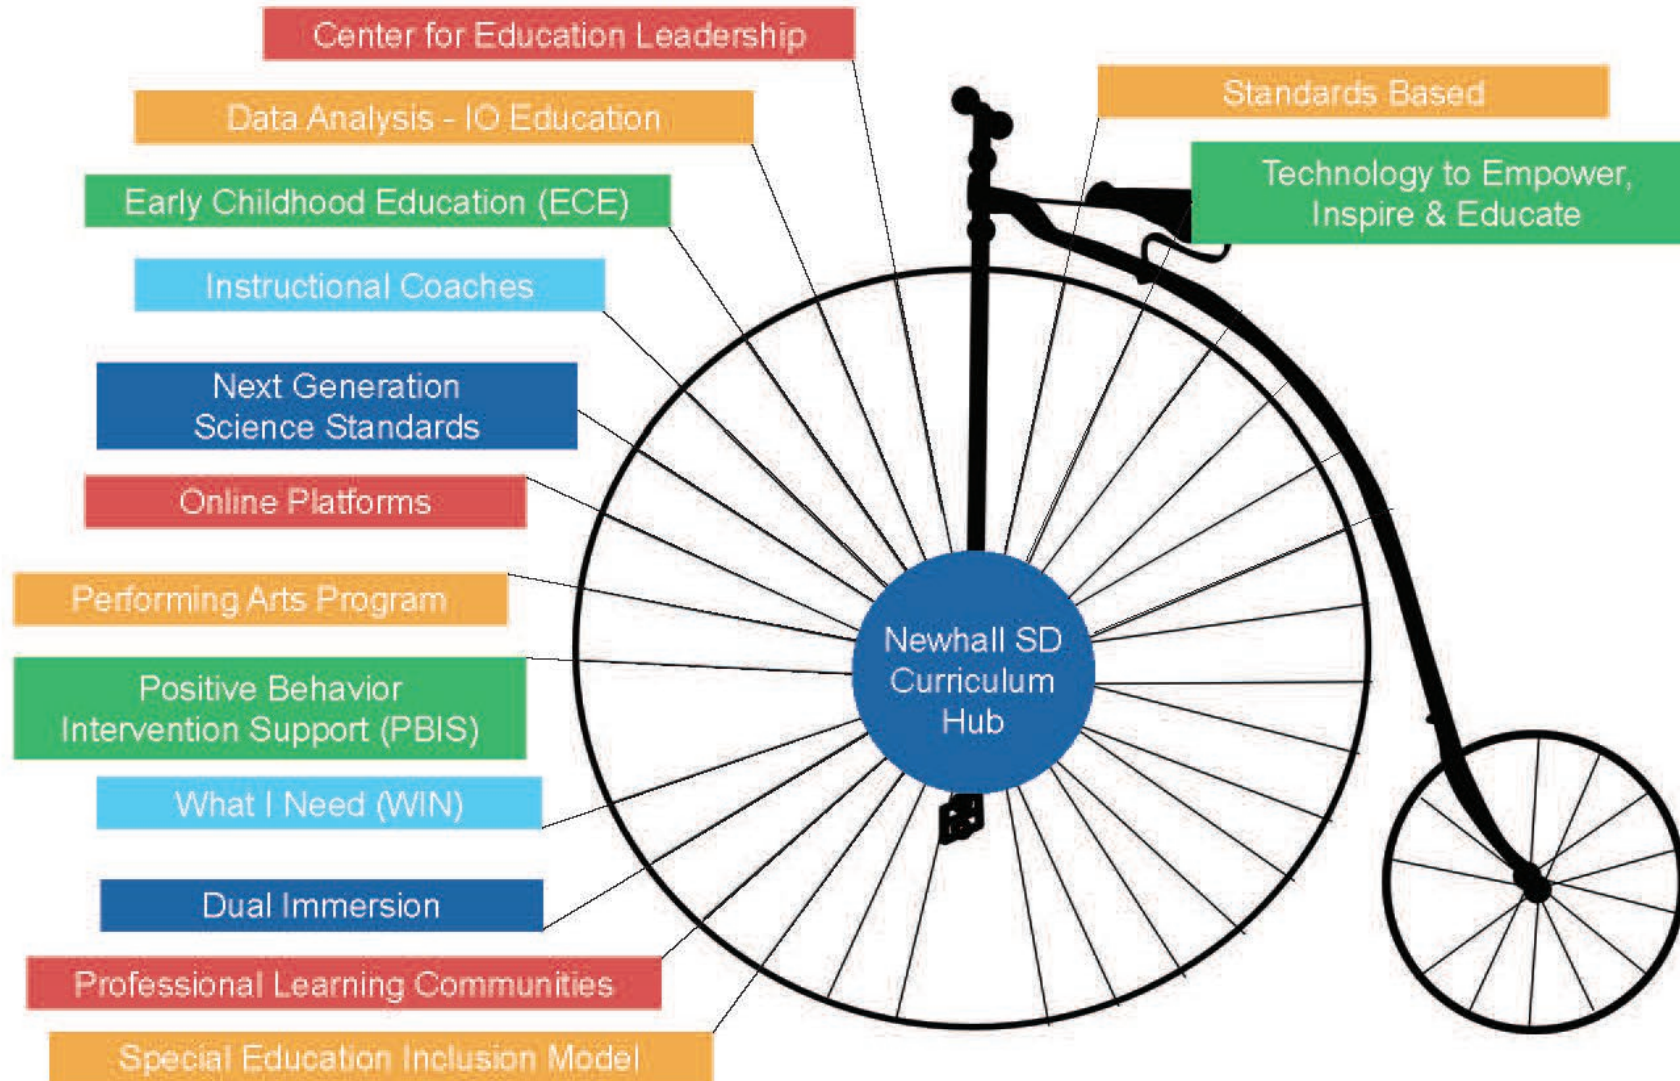 Center for Education Leadership
Data Analysis - IO Education
Early Childhood Education (ECE)
Instructional Coaches
Next Generation
Science Standards
Online Platforms
Performing Arts Program
Positive Behavior
Intervention Support (PBIS)
What I Need (WIN)
Dual Immersion
Professional Learning Communities
Special Education Inclusion Model
Standards Based
Technology to Empower,
Inspire & Educate
Newhall SD
Curriculum
Hub